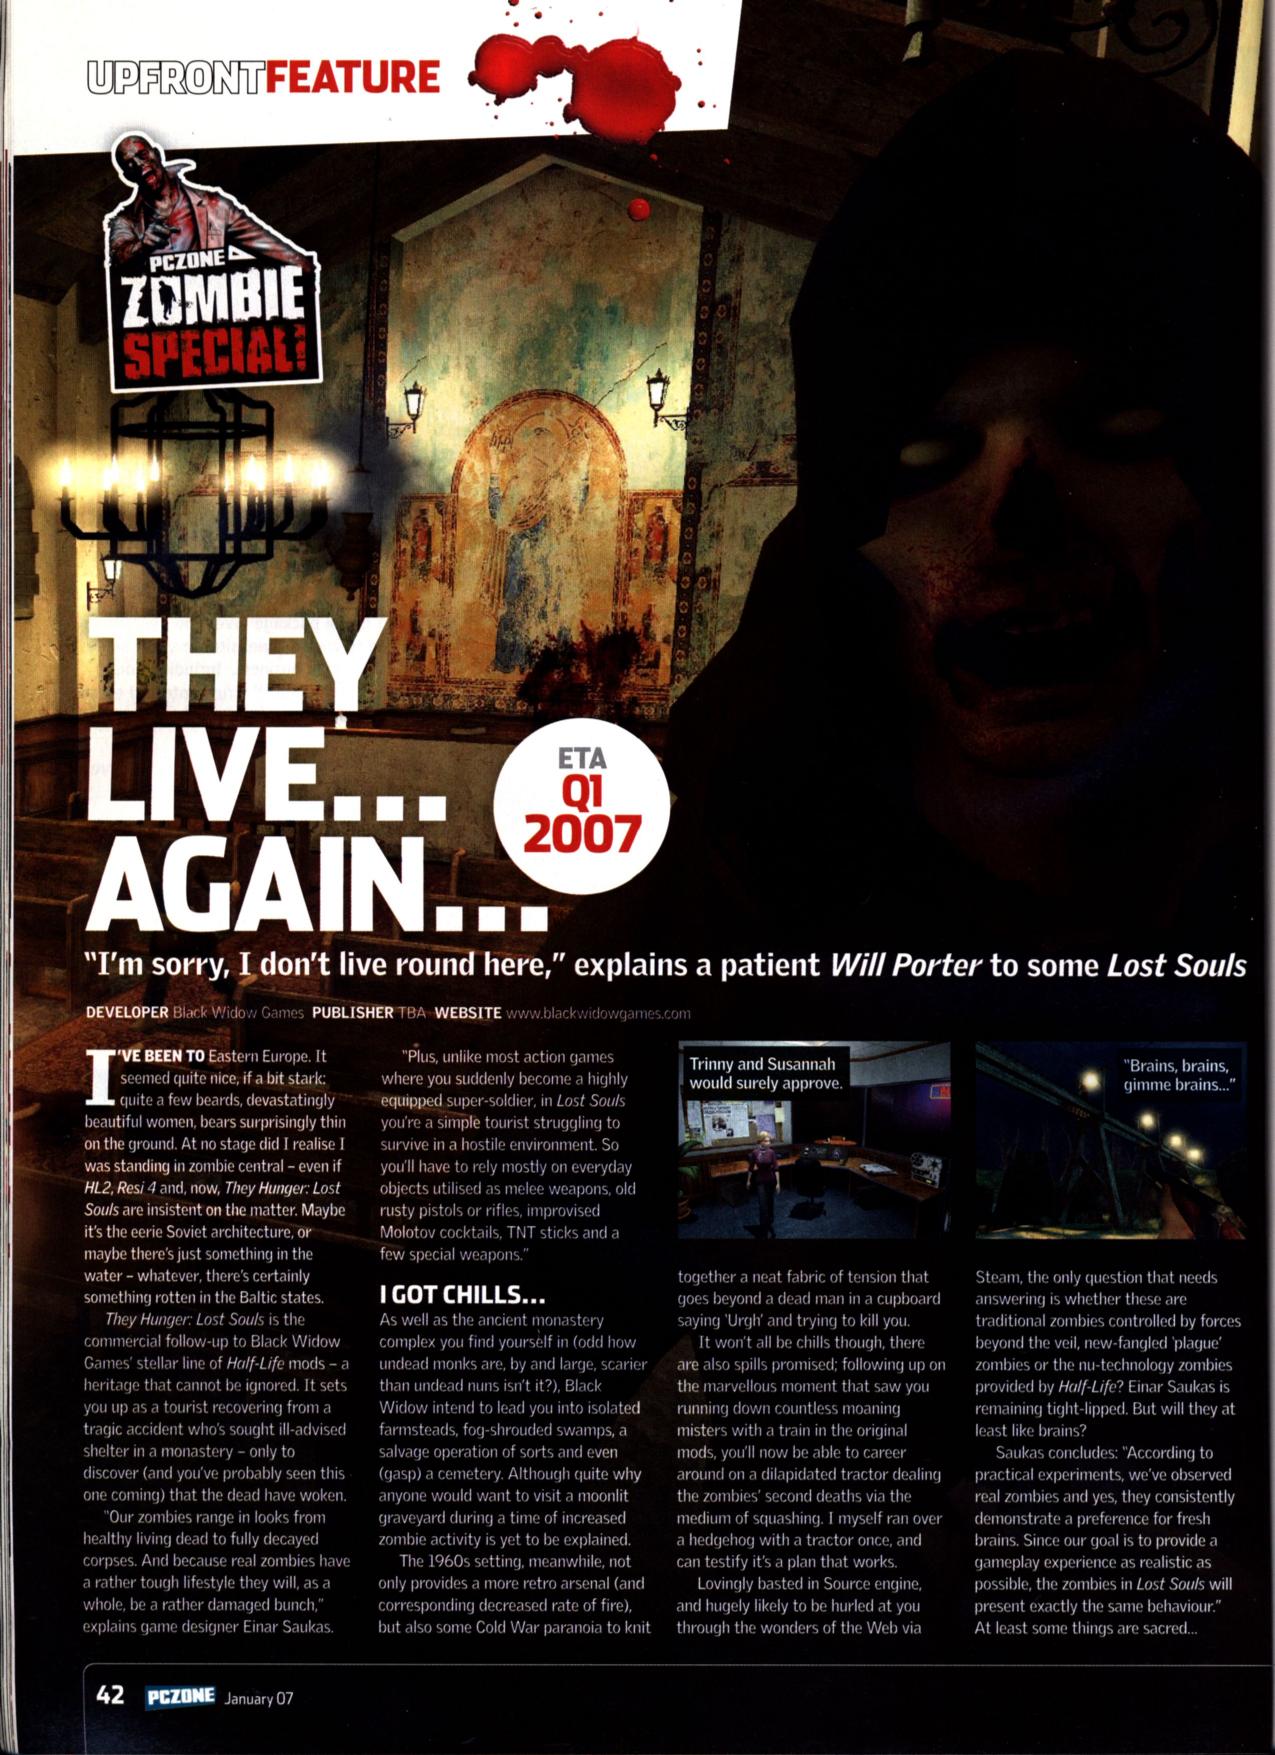 UPFRONTFEATURE
PCZONE
ZOMBIE
SPECIAL!
THEY
LIVE...
AGAIN...
ETA
Q1
2007
"I'm sorry, I don't live round here," explains a patient Will Porter to some Lost Souls
DEVELOPER Black Widow Games PUBLISHER TBA WEBSITE www.blackwidowgames.com
I'VE BEEN TO Eastern Europe. It
seemed quite nice, if a bit stark:
quite a few beards, devastatingly
beautiful women, bears surprisingly thin
on the ground. At no stage did I realise I
was standing in zombie central – even if
HL2, Resi 4 and, now, They Hunger: Lost
Souls are insistent on the matter. Maybe
it's the eerie Soviet architecture, or
maybe there's just something in the
water – whatever, there's certainly
something rotten in the Baltic states.
They Hunger: Lost Souls is the
commercial follow-up to Black Widow
Games' stellar line of Half-Life mods – a
heritage that cannot be ignored. It sets
you up as a tourist recovering from a
tragic accident who's sought ill-advised
shelter in a monastery – only to
discover (and you've probably seen this
one coming) that the dead have woken.
"Our zombies range in looks from
healthy living dead to fully decayed
corpses. And because real zombies have
a rather tough lifestyle they will, as a
whole, be a rather damaged bunch,"
explains game designer Einar Saukas.
"Plus, unlike most action games
where you suddenly become a highly
equipped super-soldier, in Lost Souls
you're a simple tourist struggling to
survive in a hostile environment. So
you'll have to rely mostly on everyday
objects utilised as melee weapons, old
rusty pistols or rifles, improvised
Molotov cocktails, TNT sticks and a
few special weapons."
I GOT CHILLS...
As well as the ancient monastery
complex you find yourself in (odd how
undead monks are, by and large, scarier
than undead nuns isn't it?), Black
Widow intend to lead you into isolated
farmsteads, fog-shrouded swamps, a
salvage operation of sorts and even
(gasp) a cemetery. Although quite why
anyone would want to visit a moonlit
graveyard during a time of increased
zombie activity is yet to be explained.
The 1960s setting, meanwhile, not
only provides a more retro arsenal (and
corresponding decreased rate of fire),
but also some Cold War paranoia to knit
Trinny and Susannah
would surely approve.
together a neat fabric of tension that
goes beyond a dead man in a cupboard
saying 'Urgh' and trying to kill you.
It won't all be chills though, there
are also spills promised; following up on
the marvellous moment that saw you
running down countless moaning
misters with a train in the original
mods, you'll now be able to career
around on a dilapidated tractor dealing
the zombies' second deaths via the
medium of squashing. I myself ran over
a hedgehog with a tractor once, and
can testify it's a plan that works.
Lovingly basted in Source engine,
and hugely likely to be hurled at you
through the wonders of the Web via
"Brains, brains,
gimme brains..."
Steam, the only question that needs
answering is whether these are
traditional zombies controlled by forces
beyond the veil, new-fangled 'plague'
zombies or the nu-technology zombies
provided by Half-Life? Einar Saukas is
remaining tight-lipped. But will they at
least like brains?
Saukas concludes: "According to
practical experiments, we've observed
real zombies and yes, they consistently
demonstrate a preference for fresh
brains. Since our goal is to provide a
gameplay experience as realistic as
possible, the zombies in Lost Souls will
present exactly the same behaviour."
At least some things are sacred...
42 PCZONE January 07